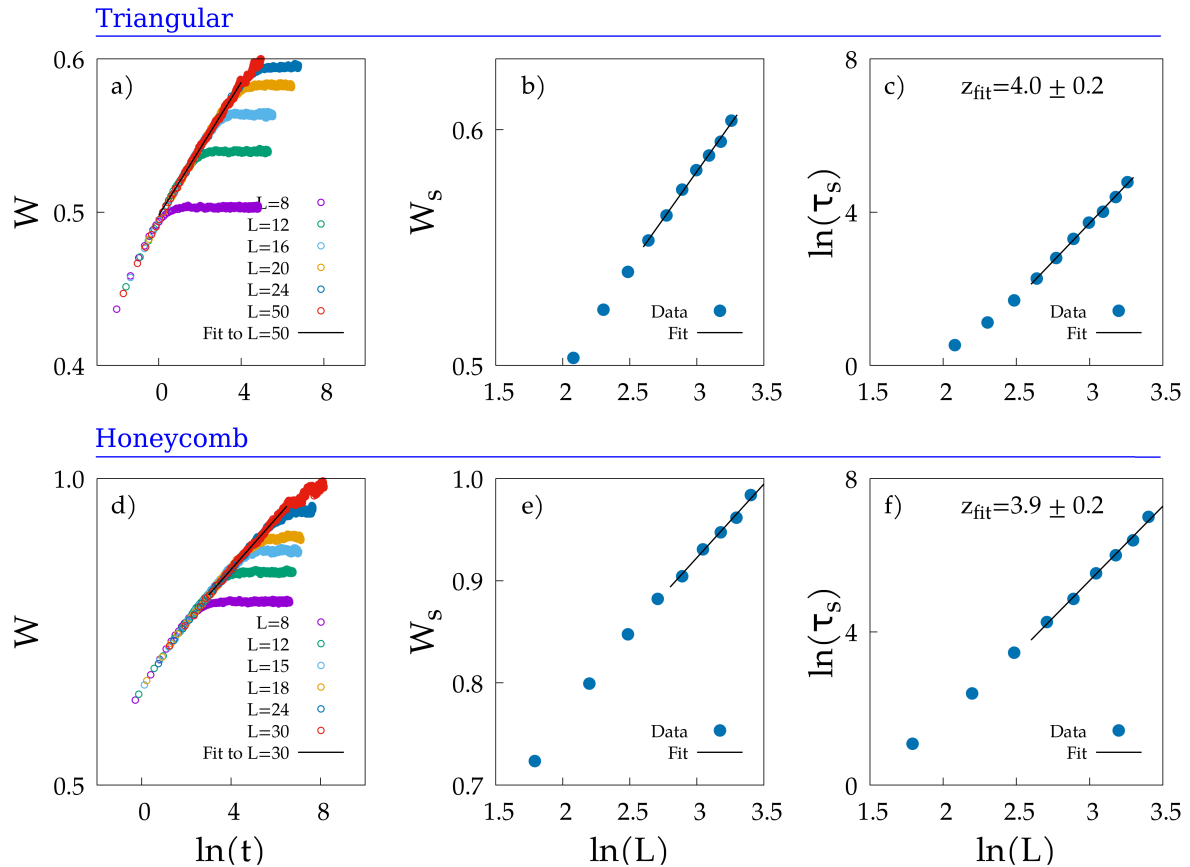 Triangular
a)
W
0.6
0.5
0.4
L=8
L=12
L=16
L=20
L=24
L=50
Fit to L=50
0 4 8
b)
W_s
0.6
0.5
Data
Fit
1.5 2 2.5 3 3.5
c)
z_fit=4.0 ± 0.2
ln(τ_s)
8
4
0
Data
Fit
1.5 2 2.5 3 3.5
Honeycomb
d)
W
1.0
0.5
L=8
L=12
L=15
L=18
L=24
L=30
Fit to L=30
0 4 8
ln(t)
e)
W_s
1.0
0.9
0.8
0.7
Data
Fit
1.5 2 2.5 3 3.5
ln(L)
f)
z_fit=3.9 ± 0.2
ln(τ_s)
8
4
0
Data
Fit
1.5 2 2.5 3 3.5
ln(L)